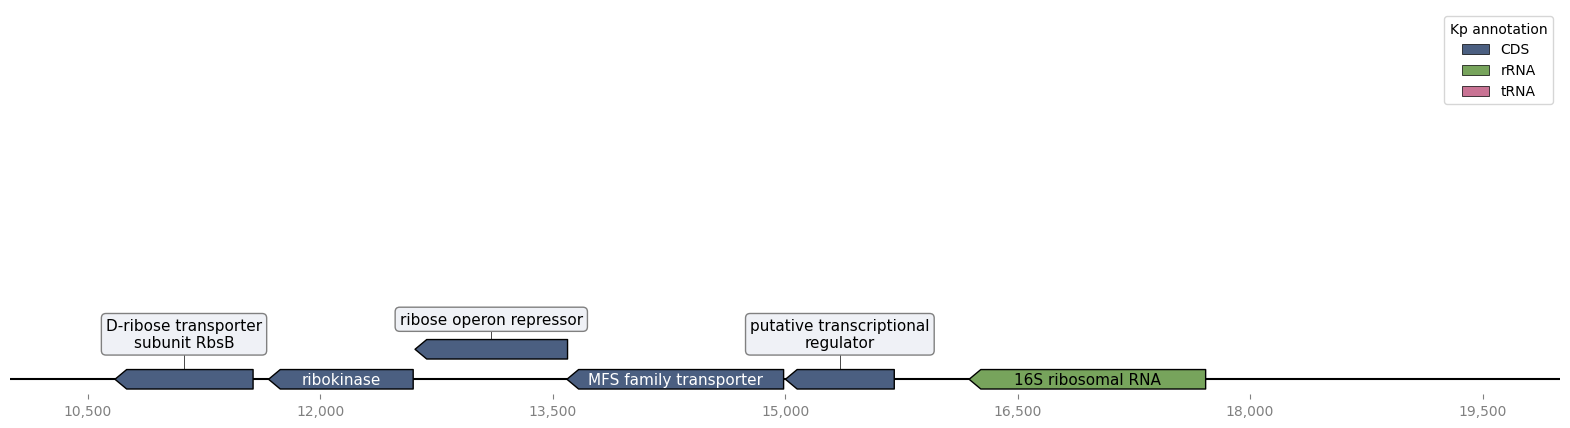 Kp annotation
CDS
rRNA
tRNA
D-ribose transporter
subunit RbsB
ribose operon repressor
putative transcriptional
regulator
ribokinase
MFS family transporter
16S ribosomal RNA
10,500
12,000
13,500
15,000
16,500
18,000
19,500